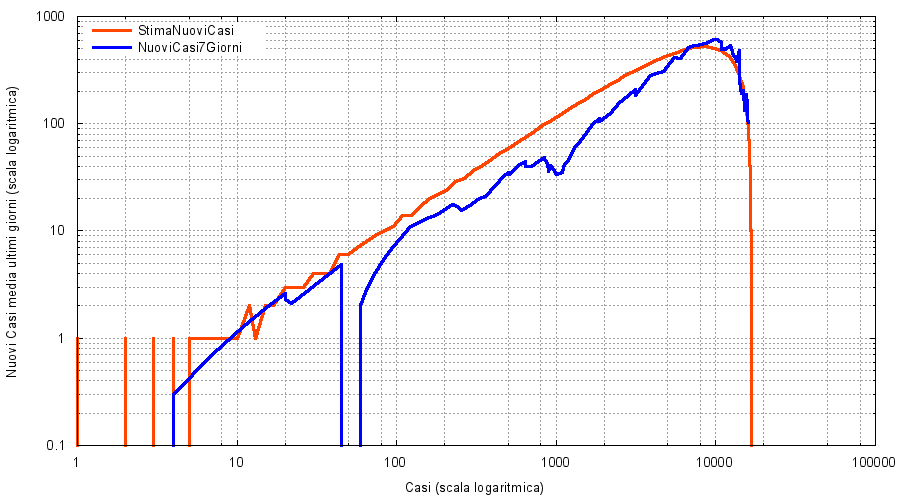 1000
StimaNuoviCasi
NuoviCasi7Giorni
100
10
1
0.1
Nuovi Casi media ultimi giorni (scala logaritmica)
1 10 100 1000 10000 100000
Casi (scala logaritmica)